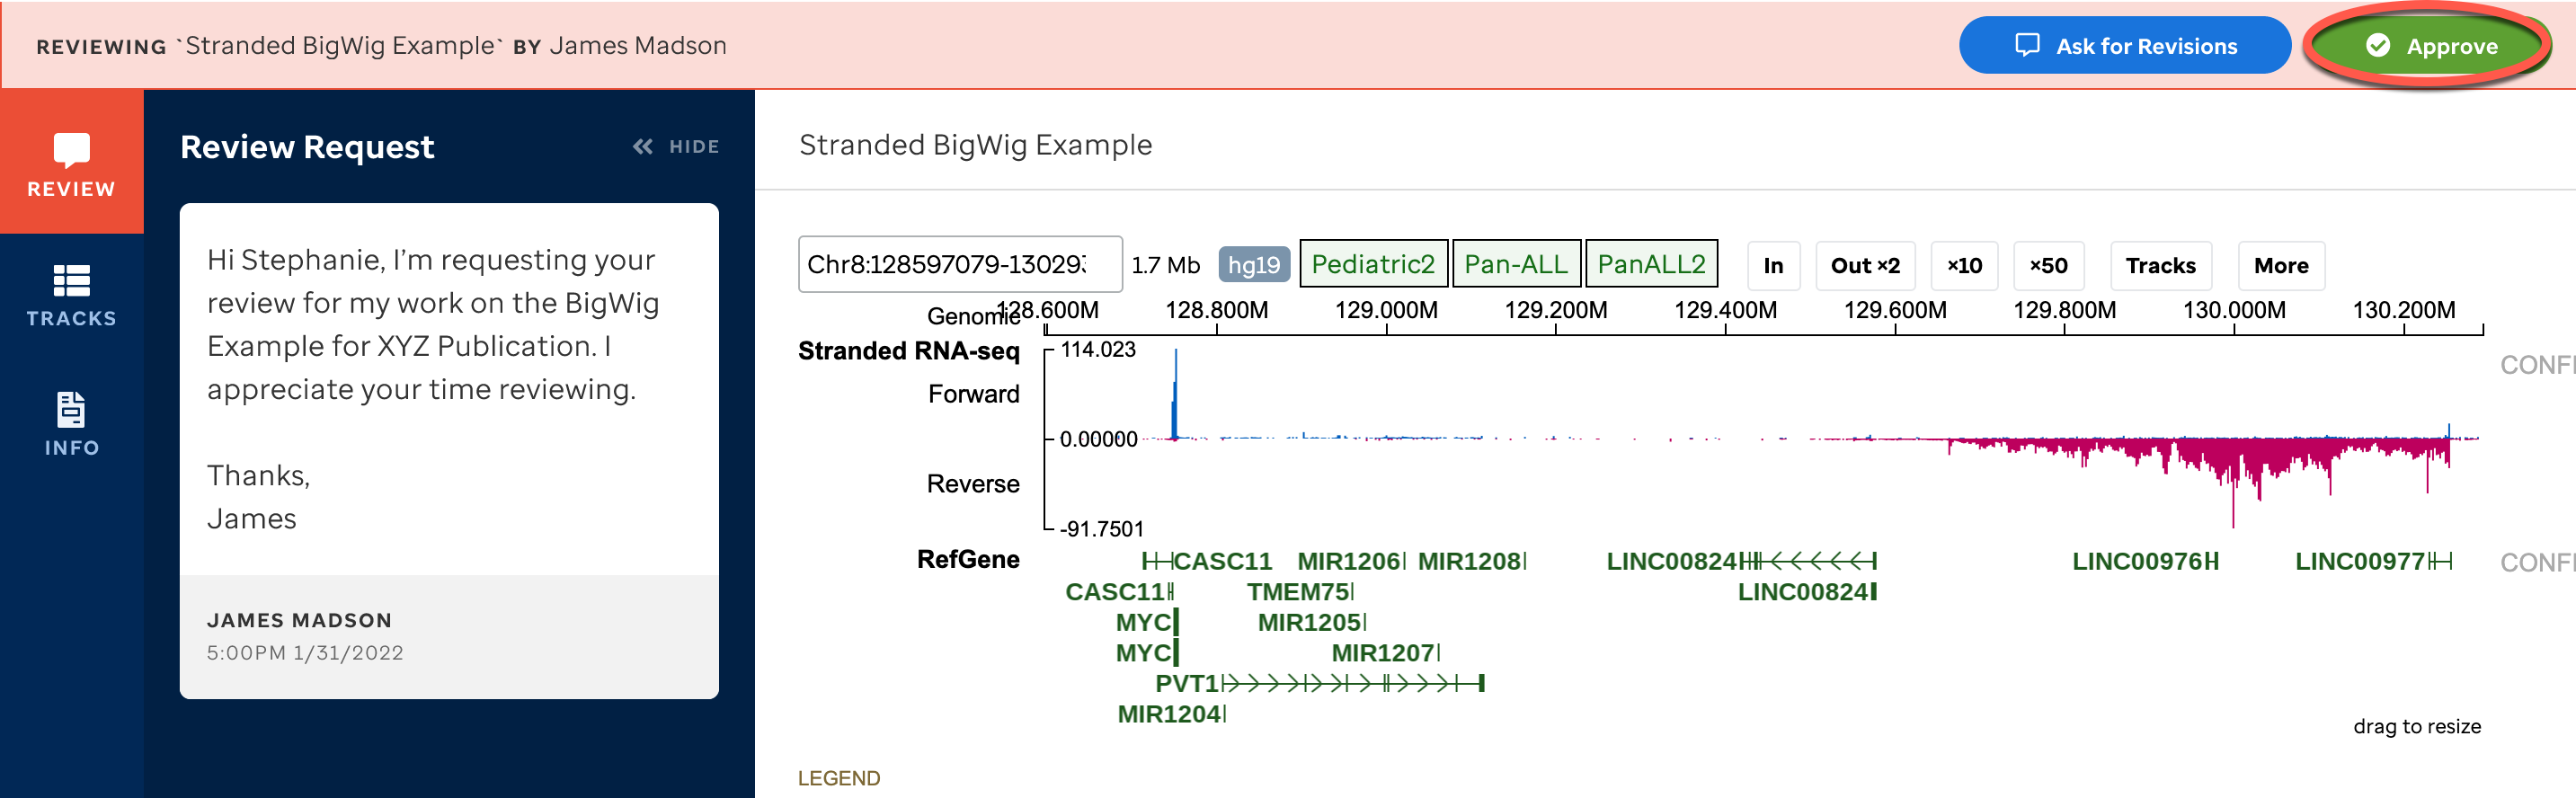 REVIEWING `Stranded BigWig Example` BY James Madson
Ask for Revisions
Approve
REVIEW
TRACKS
INFO
Review Request
HIDE
Hi Stephanie, I’m requesting your
review for my work on the BigWig
Example for XYZ Publication. I
appreciate your time reviewing.
Thanks,
James
JAMES MADSON
5:00PM 1/31/2022
Stranded BigWig Example
Chr8:128597079-13029
1.7 Mb
hg19
Pediatric2
Pan-ALL
PanALL2
In
Out ×2
×10
×50
Tracks
More
Genomic
128.600M 128.800M 129.000M 129.200M 129.400M 129.600M 129.800M 130.000M 130.200M
Stranded RNA-seq
114.023
CONFI
Forward
0.00000
Reverse
-91.7501
RefGene
CASC11 MIR1206 MIR1208 LINC00824 LINC00976 LINC00977
CONFI
CASC11 TMEM75 LINC00824
MYC MIR1205
MYC MIR1207
PVT1
MIR1204
drag to resize
LEGEND